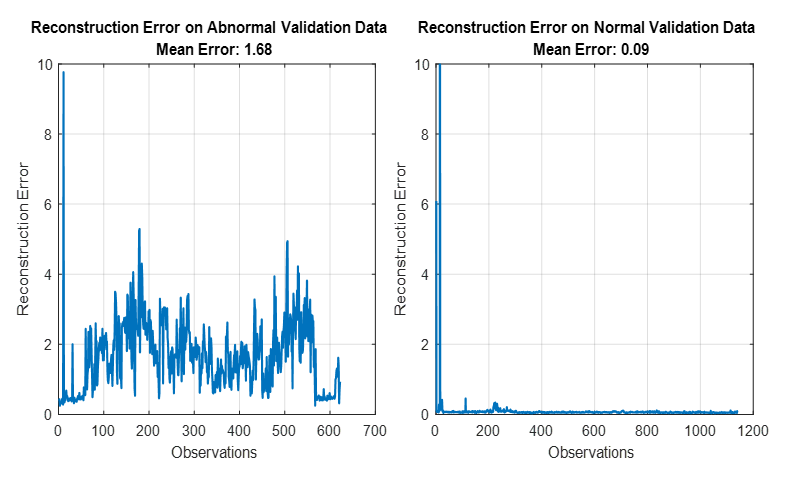 Reconstruction Error on Abnormal Validation Data
Mean Error: 1.68
10
8
6
4
2
0
Reconstruction Error
0 100 200 300 400 500 600 700
Observations
Reconstruction Error on Normal Validation Data
Mean Error: 0.09
10
8
6
4
2
0
Reconstruction Error
0 200 400 600 800 1000 1200
Observations